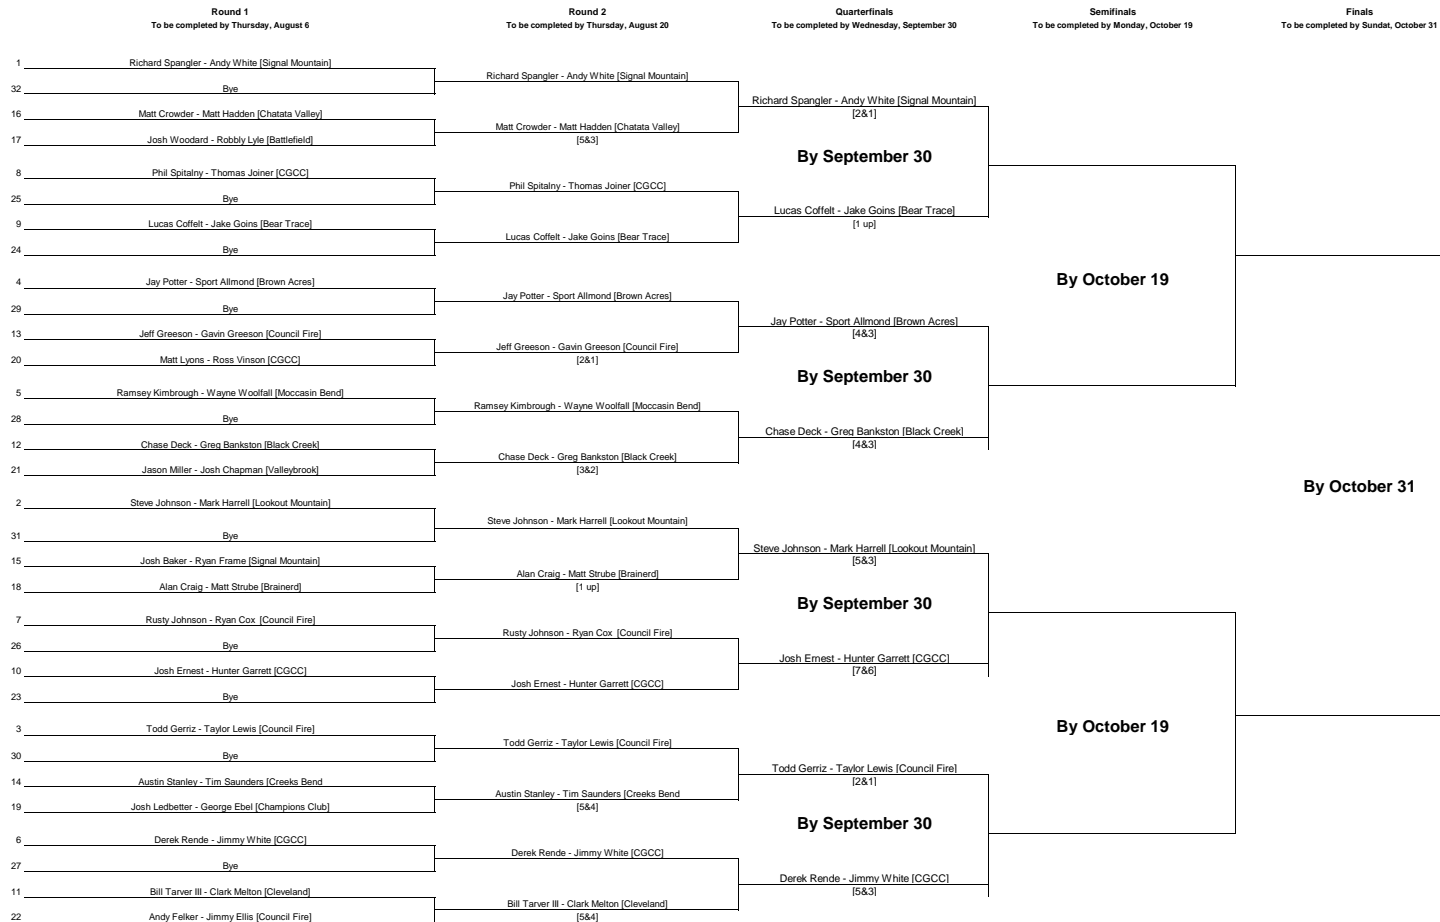 Round 1 Round 2 Quarterfinals Semifinals Finals
To be completed by Thursday, August 6 To be completed by Thursday, August 20 To be completed by Wednesday, September 30 To be completed by Monday, October 19 To be completed by Sundat, October 31
1 Richard Spangler - Andy White [Signal Mountain]
Richard Spangler - Andy White [Signal Mountain]
32 Bye
Richard Spangler - Andy White [Signal Mountain]
[2&1]
16 Matt Crowder - Matt Hadden [Chatata Valley]
Matt Crowder - Matt Hadden [Chatata Valley]
[5&3]
17 Josh Woodard - Robbly Lyle [Battlefield]
By September 30
8 Phil Spitalny - Thomas Joiner [CGCC]
Phil Spitalny - Thomas Joiner [CGCC]
25 Bye
Lucas Coffelt - Jake Goins [Bear Trace]
[1 up]
9 Lucas Coffelt - Jake Goins [Bear Trace]
Lucas Coffelt - Jake Goins [Bear Trace]
24 Bye
By October 19
4 Jay Potter - Sport Allmond [Brown Acres]
Jay Potter - Sport Allmond [Brown Acres]
29 Bye
Jay Potter - Sport Allmond [Brown Acres]
[4&3]
13 Jeff Greeson - Gavin Greeson [Council Fire]
Jeff Greeson - Gavin Greeson [Council Fire]
[2&1]
20 Matt Lyons - Ross Vinson [CGCC]
By September 30
5 Ramsey Kimbrough - Wayne Woolfall [Moccasin Bend]
Ramsey Kimbrough - Wayne Woolfall [Moccasin Bend]
28 Bye
Chase Deck - Greg Bankston [Black Creek]
[4&3]
12 Chase Deck - Greg Bankston [Black Creek]
Chase Deck - Greg Bankston [Black Creek]
[3&2]
21 Jason Miller - Josh Chapman [Valleybrook]
By October 31
2 Steve Johnson - Mark Harrell [Lookout Mountain]
Steve Johnson - Mark Harrell [Lookout Mountain]
31 Bye
Steve Johnson - Mark Harrell [Lookout Mountain]
[5&3]
15 Josh Baker - Ryan Frame [Signal Mountain]
Alan Craig - Matt Strube [Brainerd]
[1 up]
18 Alan Craig - Matt Strube [Brainerd]
By September 30
7 Rusty Johnson - Ryan Cox [Council Fire]
Rusty Johnson - Ryan Cox [Council Fire]
26 Bye
Josh Ernest - Hunter Garrett [CGCC]
[7&6]
10 Josh Ernest - Hunter Garrett [CGCC]
Josh Ernest - Hunter Garrett [CGCC]
23 Bye
By October 19
3 Todd Gerriz - Taylor Lewis [Council Fire]
Todd Gerriz - Taylor Lewis [Council Fire]
30 Bye
Todd Gerriz - Taylor Lewis [Council Fire]
[2&1]
14 Austin Stanley - Tim Saunders [Creeks Bend
Austin Stanley - Tim Saunders [Creeks Bend
[5&4]
19 Josh Ledbetter - George Ebel [Champions Club]
By September 30
6 Derek Rende - Jimmy White [CGCC]
Derek Rende - Jimmy White [CGCC]
27 Bye
Derek Rende - Jimmy White [CGCC]
[5&3]
11 Bill Tarver III - Clark Melton [Cleveland]
Bill Tarver III - Clark Melton [Cleveland]
[5&4]
22 Andy Felker - Jimmy Ellis [Council Fire]